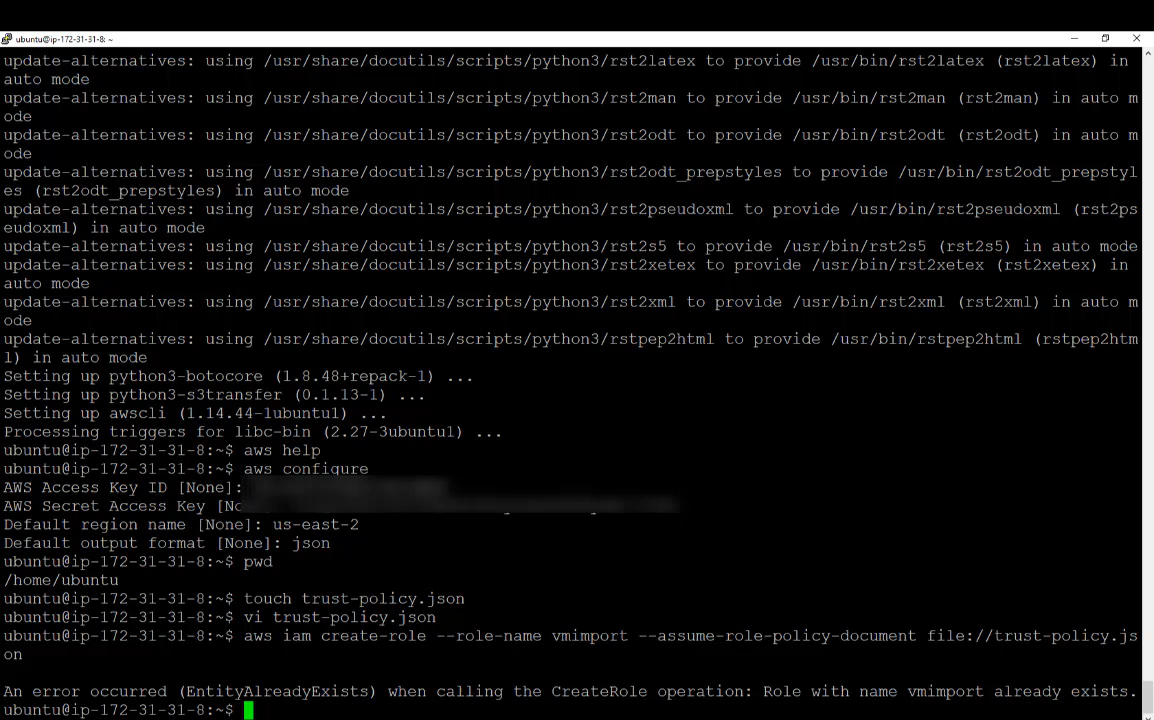 ubuntu@ip-172-31-31-8: ~
update-alternatives: using /usr/share/docutils/scripts/python3/rst2latex to provide /usr/bin/rst2latex (rst2latex) in
auto mode
update-alternatives: using /usr/share/docutils/scripts/python3/rst2man to provide /usr/bin/rst2man (rst2man) in auto m
ode
update-alternatives: using /usr/share/docutils/scripts/python3/rst2odt to provide /usr/bin/rst2odt (rst2odt) in auto m
ode
update-alternatives: using /usr/share/docutils/scripts/python3/rst2odt_prepstyles to provide /usr/bin/rst2odt_prepstyl
es (rst2odt_prepstyles) in auto mode
update-alternatives: using /usr/share/docutils/scripts/python3/rst2pseudoxml to provide /usr/bin/rst2pseudoxml (rst2ps
eudoxml) in auto mode
update-alternatives: using /usr/share/docutils/scripts/python3/rst2s5 to provide /usr/bin/rst2s5 (rst2s5) in auto mode
update-alternatives: using /usr/share/docutils/scripts/python3/rst2xetex to provide /usr/bin/rst2xetex (rst2xetex) in
auto mode
update-alternatives: using /usr/share/docutils/scripts/python3/rst2xml to provide /usr/bin/rst2xml (rst2xml) in auto m
ode
update-alternatives: using /usr/share/docutils/scripts/python3/rstpep2html to provide /usr/bin/rstpep2html (rstpep2htm
l) in auto mode
Setting up python3-botocore (1.8.48+repack-1) ...
Setting up python3-s3transfer (0.1.13-1) ...
Setting up awscli (1.14.44-1ubuntu1) ...
Processing triggers for libc-bin (2.27-3ubuntu1) ...
ubuntu@ip-172-31-31-8:~$ aws help
ubuntu@ip-172-31-31-8:~$ aws configure
AWS Access Key ID [None]:
AWS Secret Access Key [No
Default region name [None]: us-east-2
Default output format [None]: json
ubuntu@ip-172-31-31-8:~$ pwd
/home/ubuntu
ubuntu@ip-172-31-31-8:~$ touch trust-policy.json
ubuntu@ip-172-31-31-8:~$ vi trust-policy.json
ubuntu@ip-172-31-31-8:~$ aws iam create-role --role-name vmimport --assume-role-policy-document file://trust-policy.js
on
An error occurred (EntityAlreadyExists) when calling the CreateRole operation: Role with name vmimport already exists.
ubuntu@ip-172-31-31-8:~$